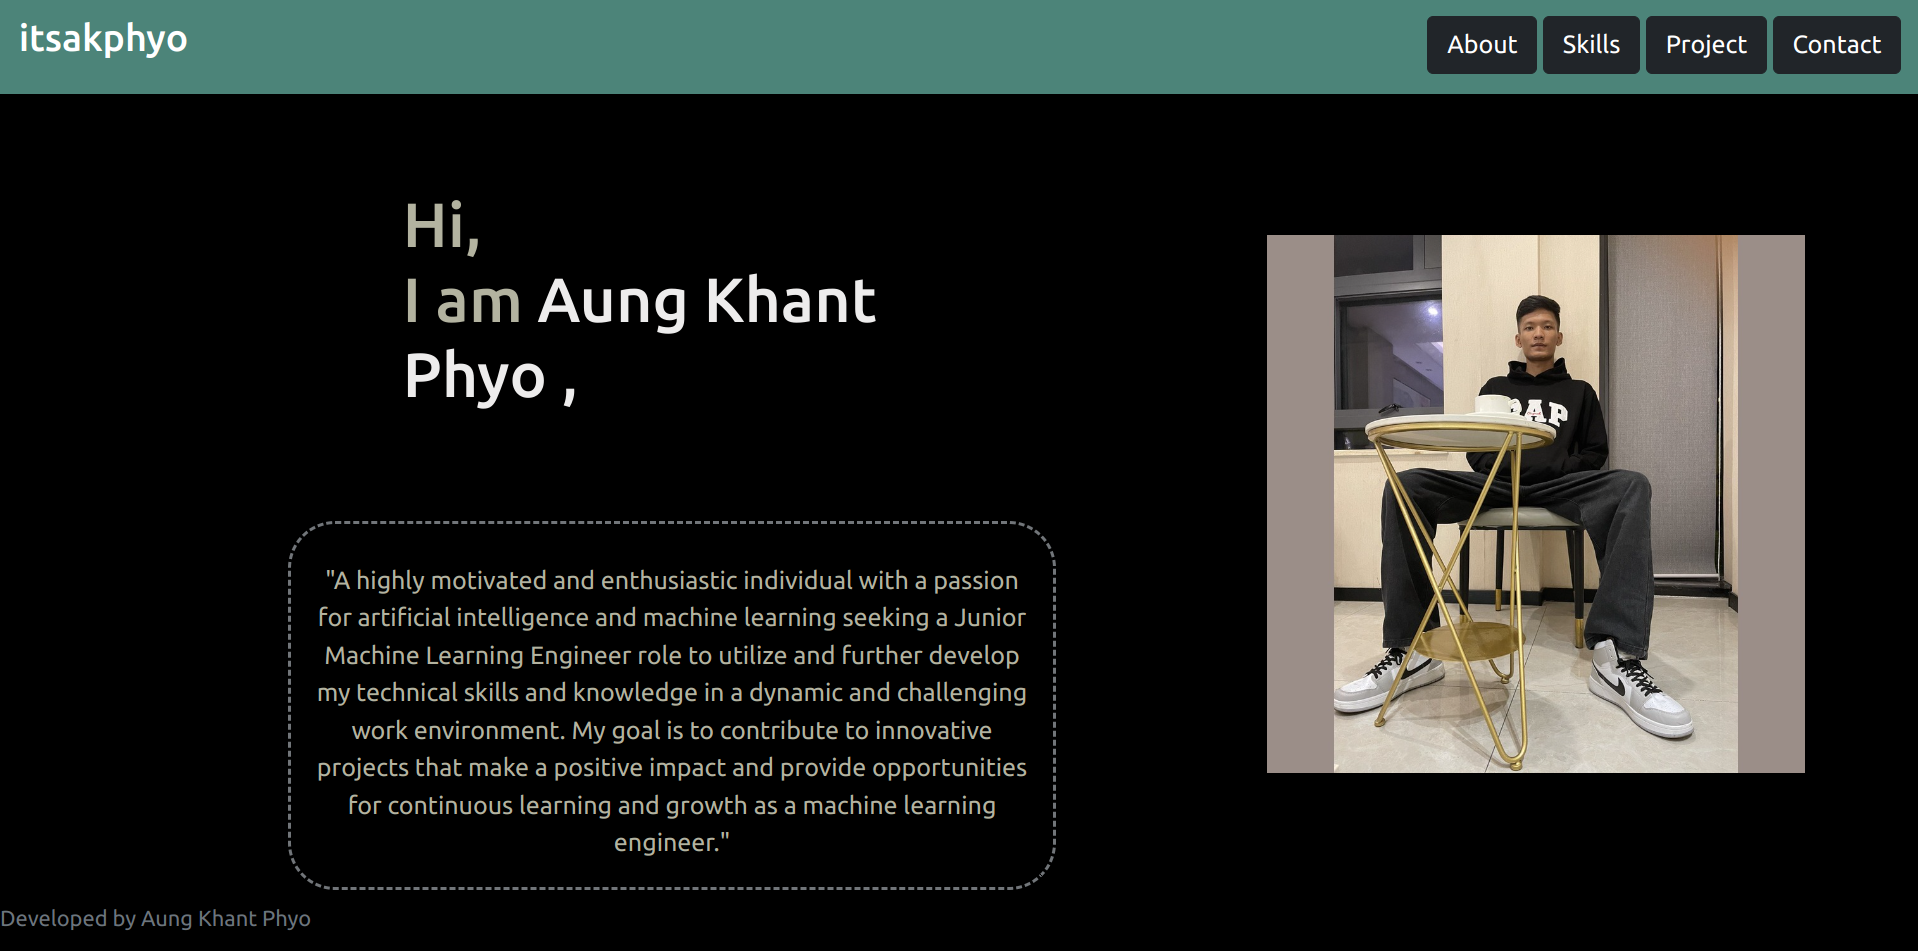 itsakphyo
About Skills Project Contact
Hi,
I am Aung Khant
Phyo ,
"A highly motivated and enthusiastic individual with a passion
for artificial intelligence and machine learning seeking a Junior
Machine Learning Engineer role to utilize and further develop
my technical skills and knowledge in a dynamic and challenging
work environment. My goal is to contribute to innovative
projects that make a positive impact and provide opportunities
for continuous learning and growth as a machine learning
engineer."
AP
Developed by Aung Khant Phyo